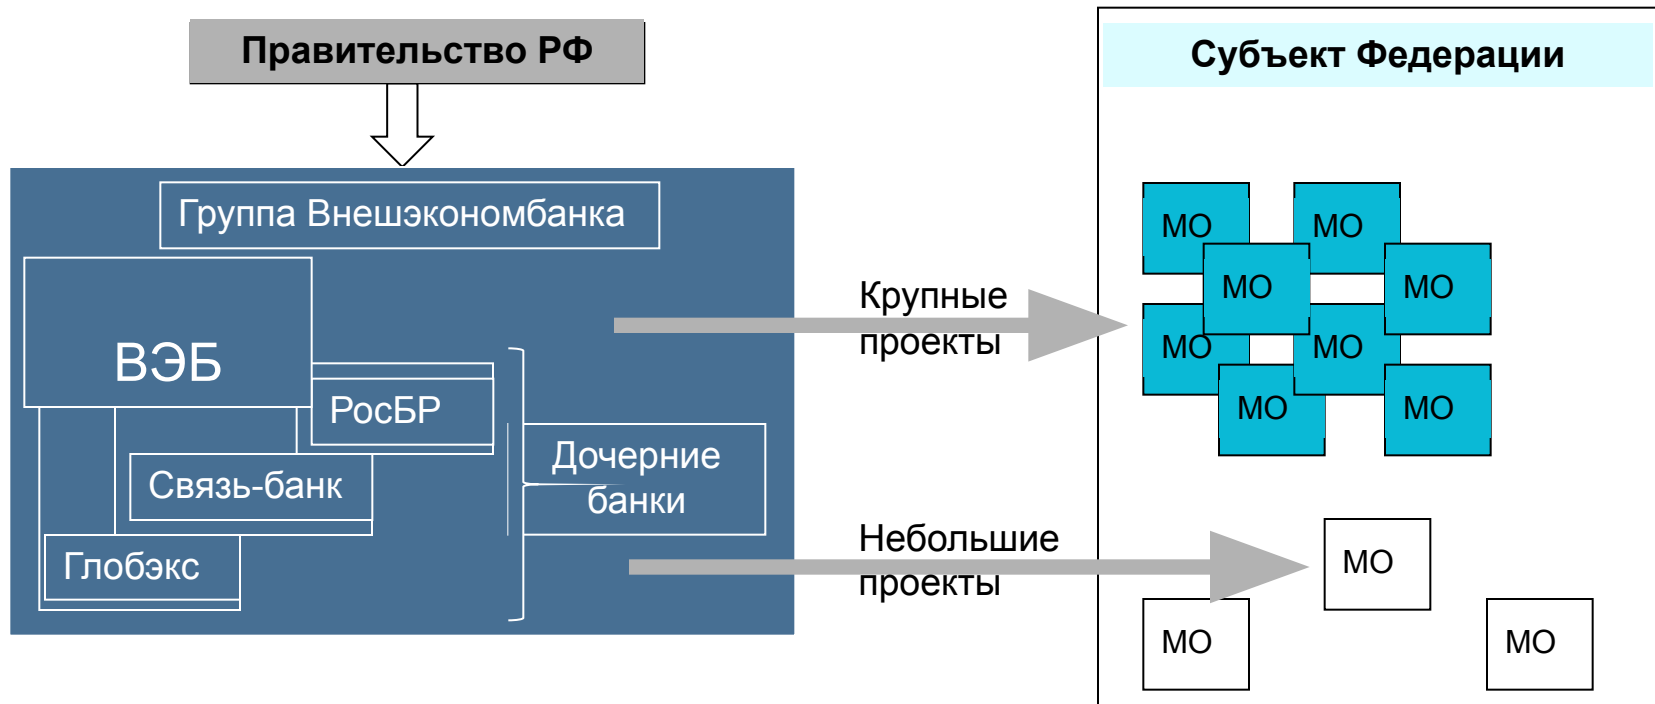 Правительство РФ
Группа Внешэкономбанка
ВЭБ
РосБР
Связь-банк
Глобэкс
Дочерние
банки
Крупные
проекты
Небольшие
проекты
Субъект Федерации
МО
МО
МО
МО
МО
МО
МО
МО
МО
МО
МО